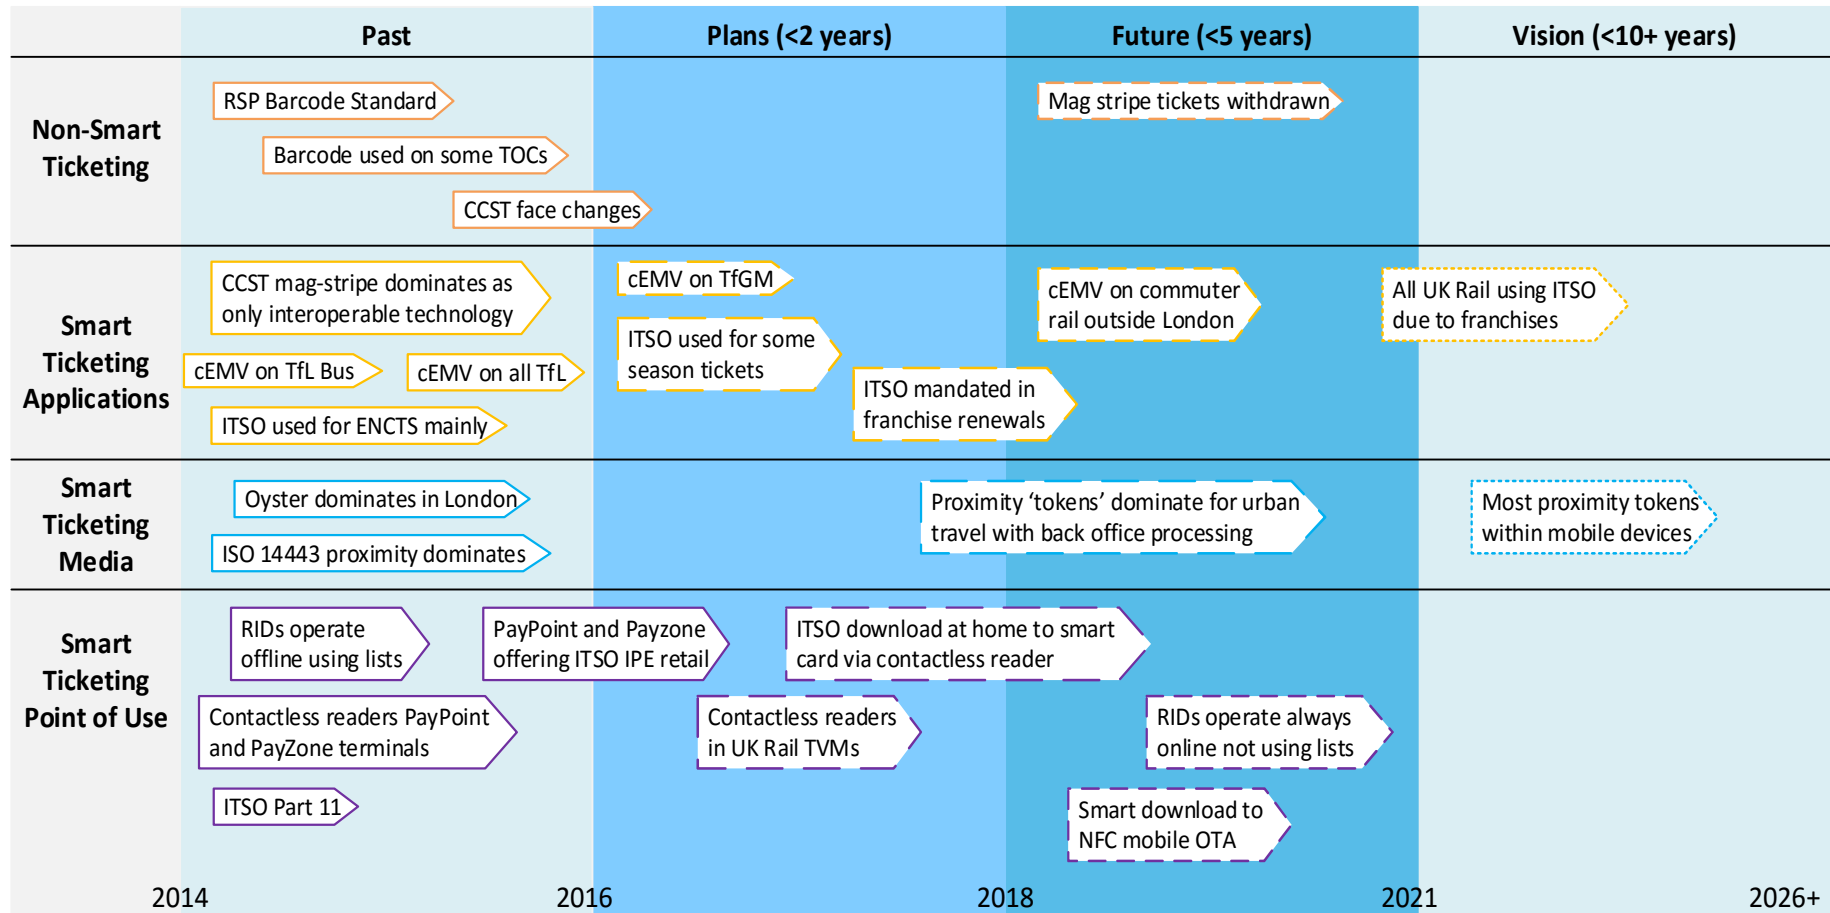 Past
Plans (<2 years)
Future (<5 years)
Vision (<10+ years)
Non-Smart
Ticketing
RSP Barcode Standard
Barcode used on some TOCs
CCST face changes
Mag stripe tickets withdrawn
Smart
Ticketing
Applications
CCST mag-stripe dominates as
only interoperable technology
cEMV on TfL Bus
cEMV on all TfL
ITSO used for ENCTS mainly
cEMV on TfGM
ITSO used for some
season tickets
ITSO mandated in
franchise renewals
cEMV on commuter
rail outside London
All UK Rail using ITSO
due to franchises
Smart
Ticketing
Media
Oyster dominates in London
ISO 14443 proximity dominates
Proximity ‘tokens’ dominate for urban
travel with back office processing
Most proximity tokens
within mobile devices
Smart
Ticketing
Point of Use
RIDs operate
offline using lists
PayPoint and Payzone
offering ITSO IPE retail
ITSO download at home to smart
card via contactless reader
Contactless readers PayPoint
and PayZone terminals
Contactless readers
in UK Rail TVMs
RIDs operate always
online not using lists
ITSO Part 11
Smart download to
NFC mobile OTA
2014
2016
2018
2021
2026+